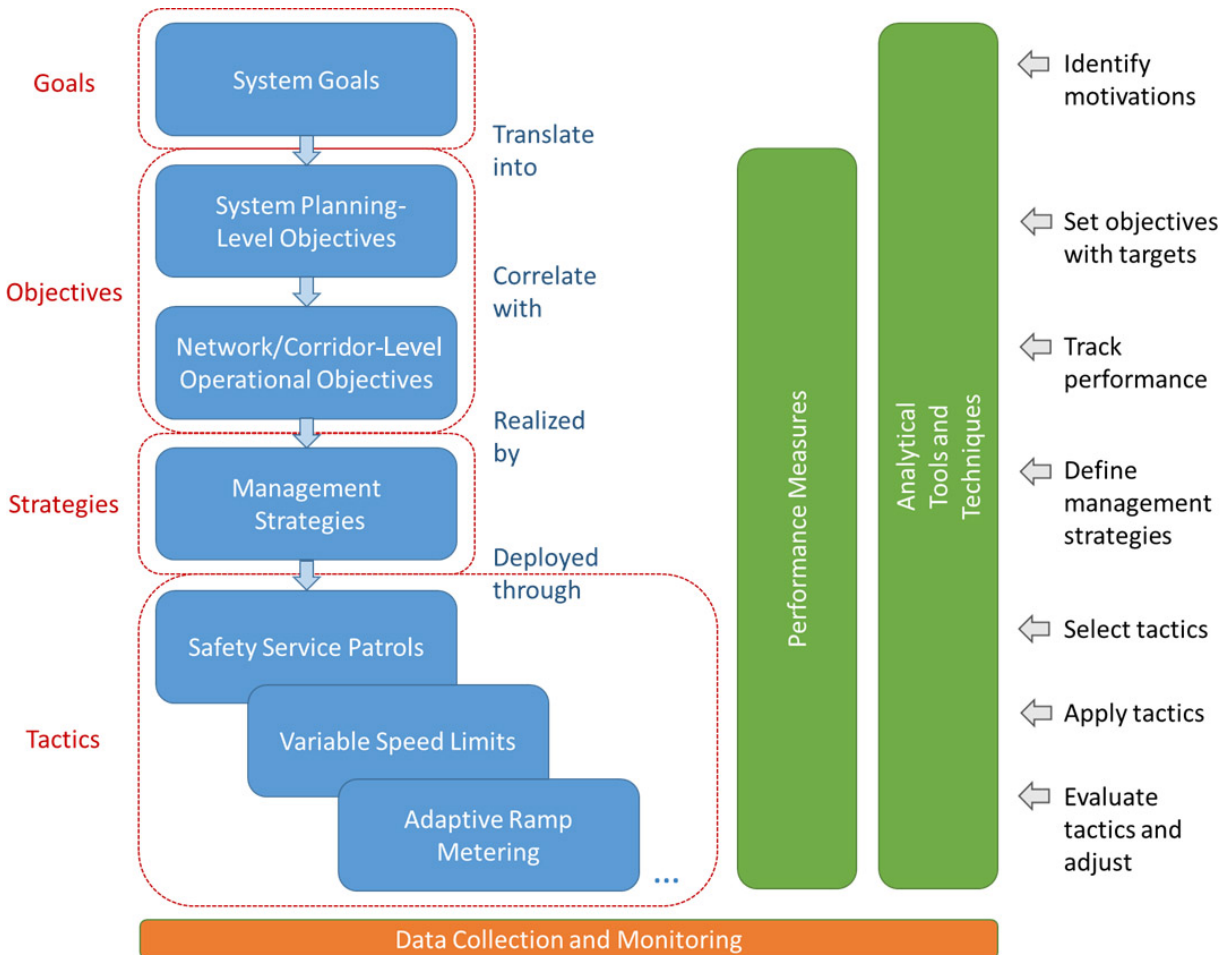 Goals
System Goals
Translate
into
Objectives
System Planning-
Level Objectives
Correlate
with
Network/Corridor-Level
Operational Objectives
Realized
by
Strategies
Management
Strategies
Deployed
through
Tactics
Safety Service Patrols
Variable Speed Limits
Adaptive Ramp
Metering
...
Performance Measures
Analytical
Tools and
Techniques
Identify
motivations
Set objectives
with targets
Track
performance
Define
management
strategies
Select tactics
Apply tactics
Evaluate
tactics and
adjust
Data Collection and Monitoring